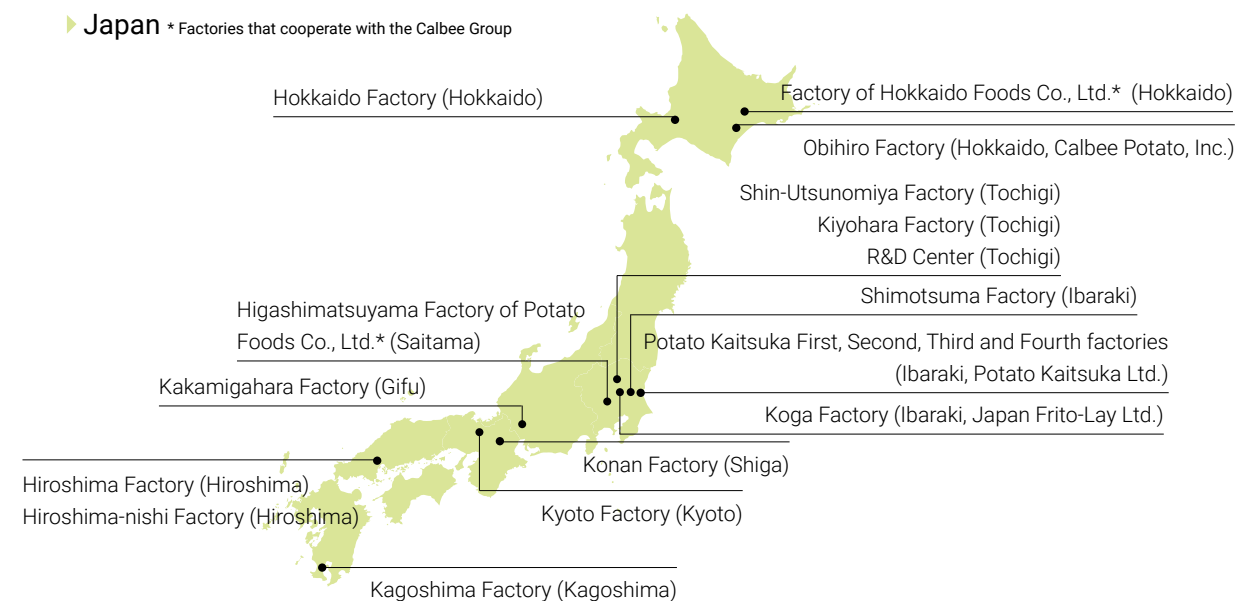 Japan * Factories that cooperate with the Calbee Group
Hokkaido Factory (Hokkaido)
Factory of Hokkaido Foods Co., Ltd.* (Hokkaido)
Obihiro Factory (Hokkaido, Calbee Potato, Inc.)
Shin-Utsunomiya Factory (Tochigi)
Kiyohara Factory (Tochigi)
R&D Center (Tochigi)
Shimotsuma Factory (Ibaraki)
Higashimatsuyama Factory of Potato
Foods Co., Ltd.* (Saitama)
Potato Kaitsuka First, Second, Third and Fourth factories
(Ibaraki, Potato Kaitsuka Ltd.)
Kakamigahara Factory (Gifu)
Koga Factory (Ibaraki, Japan Frito-Lay Ltd.)
Konan Factory (Shiga)
Hiroshima Factory (Hiroshima)
Hiroshima-nishi Factory (Hiroshima)
Kyoto Factory (Kyoto)
Kagoshima Factory (Kagoshima)